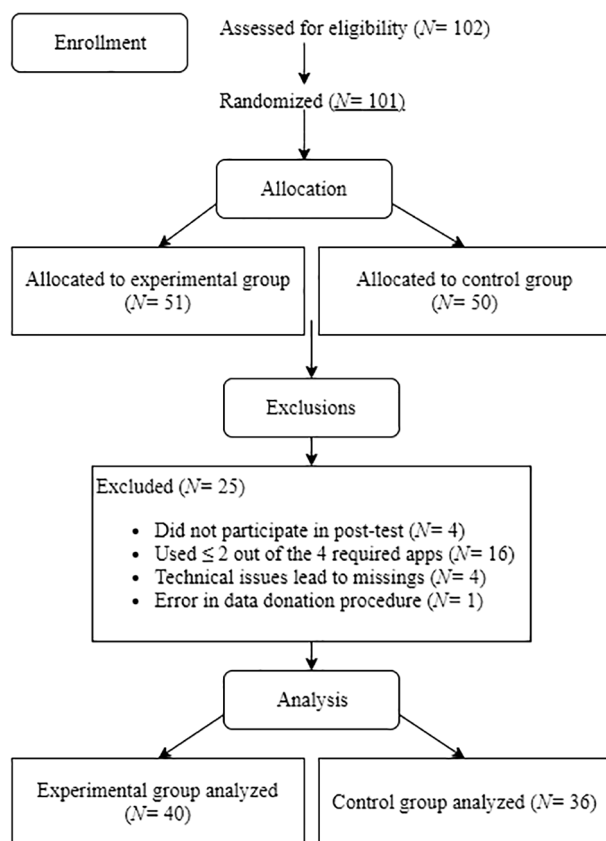 Enrollment
Assessed for eligibility (N= 102)
Randomized (N= 101)
Allocation
Allocated to experimental group
(N= 51)
Allocated to control group
(N= 50)
Exclusions
Excluded (N= 25)
• Did not participate in post-test (N= 4)
• Used ≤ 2 out of the 4 required apps (N= 16)
• Technical issues lead to missings (N= 4)
• Error in data donation procedure (N= 1)
Analysis
Experimental group analyzed
(N= 40)
Control group analyzed (N= 36)